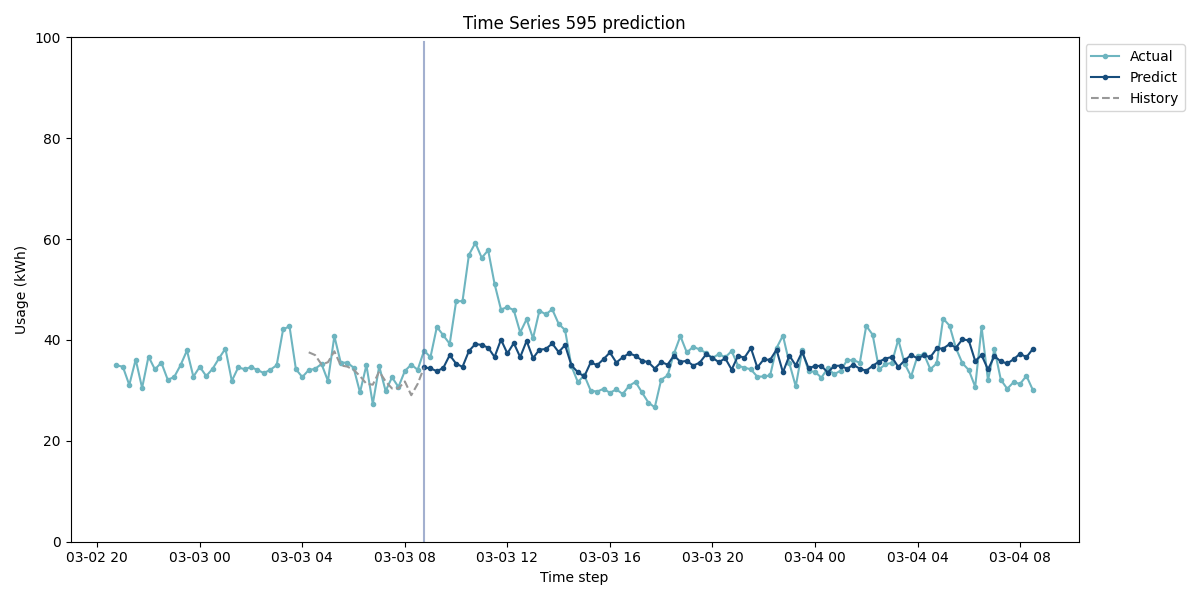 Time Series 595 prediction
100
80
60
40
20
0
Usage (kWh)
03-02 20
03-03 00
03-03 04
03-03 08
03-03 12
03-03 16
03-03 20
03-04 00
03-04 04
03-04 08
Time step
Actual
Predict
History